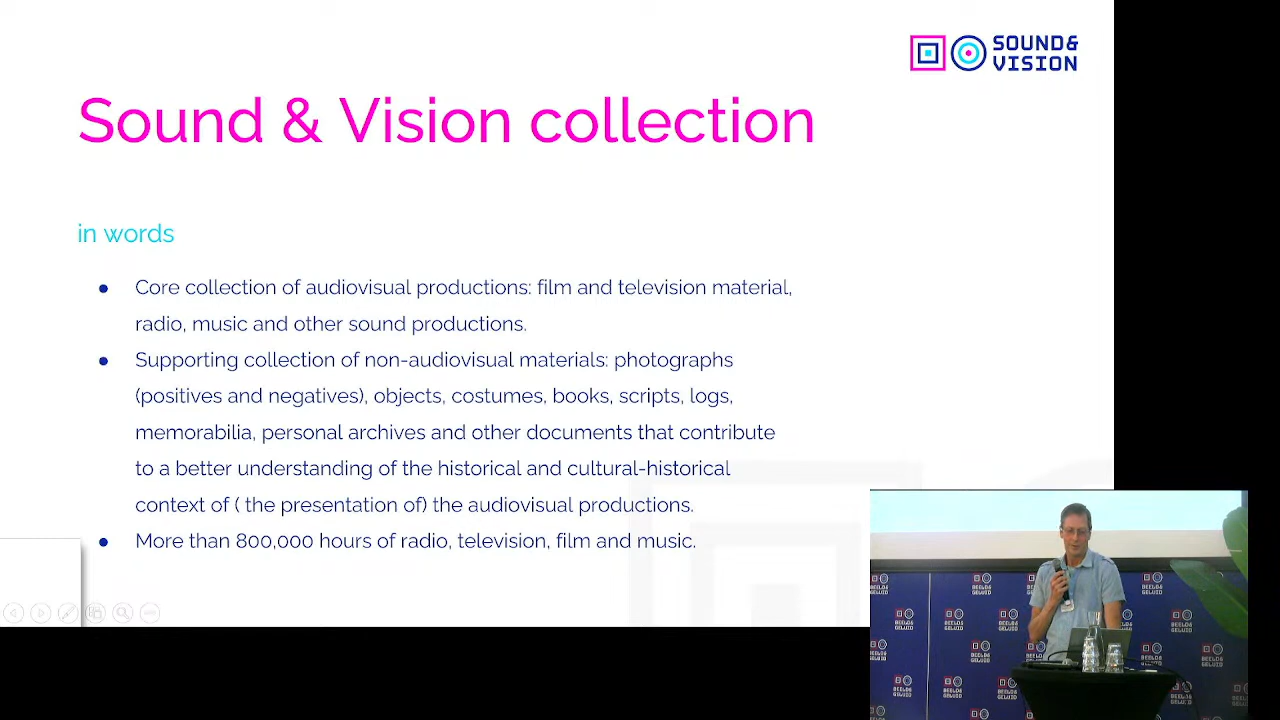 SOUND&
VISION
Sound & Vision collection
in words
● Core collection of audiovisual productions: film and television material,
radio, music and other sound productions.
● Supporting collection of non-audiovisual materials: photographs
(positives and negatives), objects, costumes, books, scripts, logs,
memorabilia, personal archives and other documents that contribute
to a better understanding of the historical and cultural-historical
context of ( the presentation of) the audiovisual productions.
● More than 800,000 hours of radio, television, film and music.
BEELD&
GELUID